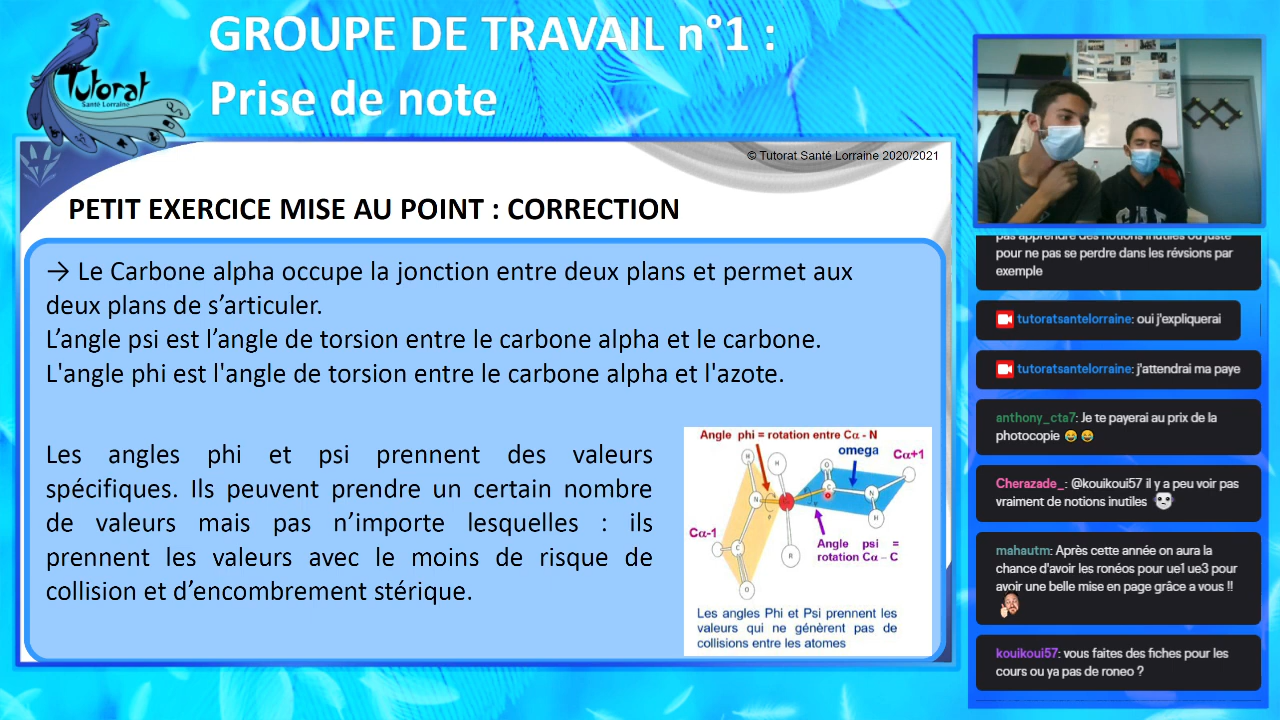 GROUPE DE TRAVAIL n°1 :
Prise de note
Tutorat
Santé Lorraine
© Tutorat Santé Lorraine 2020/2021
PETIT EXERCICE MISE AU POINT : CORRECTION
→ Le Carbone alpha occupe la jonction entre deux plans et permet aux
deux plans de s’articuler.
L’angle psi est l’angle de torsion entre le carbone alpha et le carbone.
L'angle phi est l'angle de torsion entre le carbone alpha et l'azote.
Les angles phi et psi prennent des valeurs
spécifiques. Ils peuvent prendre un certain nombre
de valeurs mais pas n’importe lesquelles : ils
prennent les valeurs avec le moins de risque de
collision et d’encombrement stérique.
Angle phi = rotation entre Cα - N
omega
Cα+1
H
H
O
C
N
N
H
Cα-1
C
H
O
Angle psi =
rotation Cα – C
Les angles Phi et Psi prennent les
valeurs qui ne génèrent pas de
collisions entre les atomes
GAP
pas apprendre des notions inutiles ou juste
pour ne pas se perdre dans les révsions par
exemple
tutoratsantelorraine: oui j'expliquerai
tutoratsantelorraine: j'attendrai ma paye
anthony_cta7: Je te payerai au prix de la
photocopie 😂 😂
Cherazade_: @kouikoui57 il y a peu voir pas
vraiment de notions inutiles
mahautm: Après cette année on aura la
chance d'avoir les ronéos pour ue1 ue3 pour
avoir une belle mise en page grâce a vous !!
kouikoui57: vous faites des fiches pour les
cours ou ya pas de roneo ?